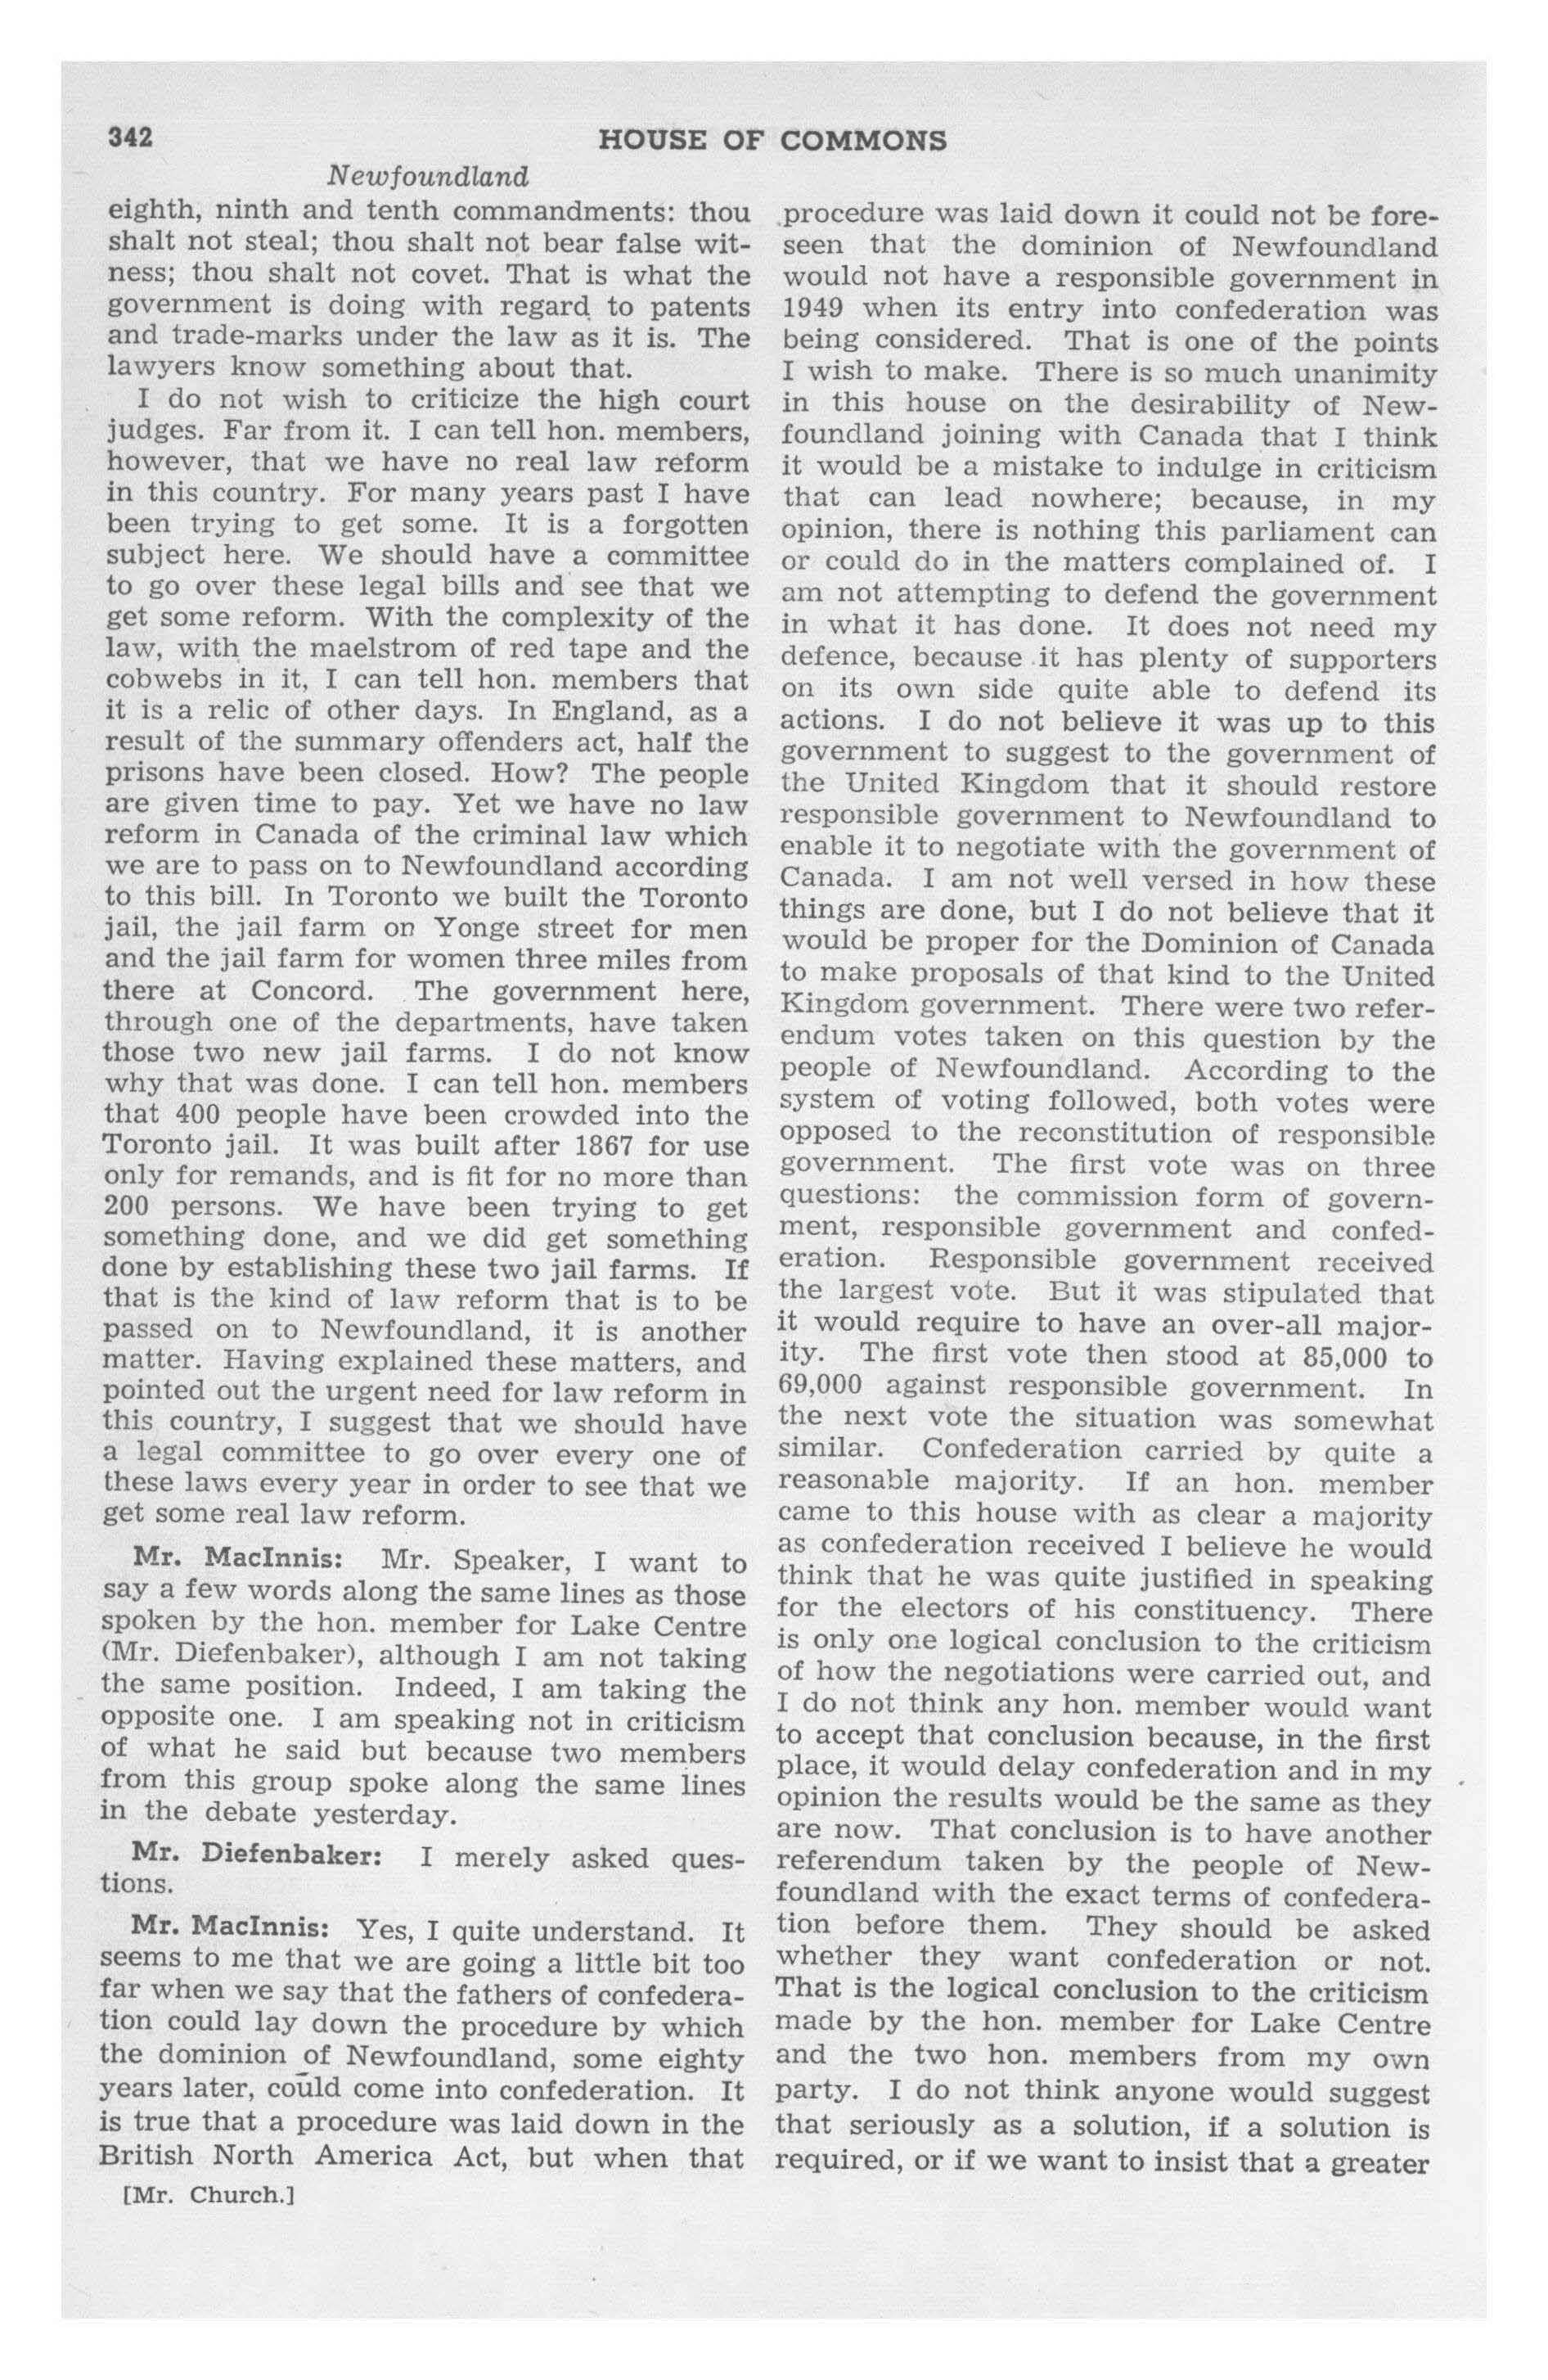 342
HOUSE OF COMMONS
Newfoundland
eighth, ninth and tenth commandments: thou
shalt not steal; thou shalt not bear false wit-
ness; thou shalt not covet. That is what the
government is doing with regard to patents
and trade-marks under the law as it is. The
lawyers know something about that.
I do not wish to criticize the high court
judges. Far from it. I can tell hon. members,
however, that we have no real law reform
in this country. For many years past I have
been trying to get some. It is a forgotten
subject here. We should have a committee
to go over these legal bills and see that we
get some reform. With the complexity of the
law, with the maelstrom of red tape and the
cobwebs in it, I can tell hon. members that
it is a relic of other days. In England, as a
result of the summary offenders act, half the
prisons have been closed. How? The people
are given time to pay. Yet we have no law
reform in Canada of the criminal law which
we are to pass on to Newfoundland according
to this bill. In Toronto we built the Toronto
jail, the jail farm on Yonge street for men
and the jail farm for women three miles from
there at Concord. The government here,
through one of the departments, have taken
those two new jail farms. I do not know
why that was done. I can tell hon. members
that 400 people have been crowded into the
Toronto jail. It was built after 1867 for use
only for remands, and is fit for no more than
200 persons. We have been trying to get
something done, and we did get something
done by establishing these two jail farms. If
that is the kind of law reform that is to be
passed on to Newfoundland, it is another
matter. Having explained these matters, and
pointed out the urgent need for law reform in
this country, I suggest that we should have
a legal committee to go over every one of
these laws every year in order to see that we
get some real law reform.
Mr. MacInnis: Mr. Speaker, I want to
say a few words along the same lines as those
spoken by the hon. member for Lake Centre
(Mr. Diefenbaker), although I am not taking
the same position. Indeed, I am taking the
opposite one. I am speaking not in criticism
of what he said but because two members
from this group spoke along the same lines
in the debate yesterday.
Mr. Diefenbaker: I merely asked ques-
tions.
Mr. MacInnis: Yes, I quite understand. It
seems to me that we are going a little bit too
far when we say that the fathers of confedera-
tion could lay down the procedure by which
the dominion of Newfoundland, some eighty
years later, could come into confederation. It
is true that a procedure was laid down in the
British North America Act, but when that
[Mr. Church.]
procedure was laid down it could not be fore-
seen that the dominion of Newfoundland
would not have a responsible government in
1949 when its entry into confederation was
being considered. That is one of the points
I wish to make. There is so much unanimity
in this house on the desirability of New-
foundland joining with Canada that I think
it would be a mistake to indulge in criticism
that can lead nowhere; because, in my
opinion, there is nothing this parliament can
or could do in the matters complained of. I
am not attempting to defend the government
in what it has done. It does not need my
defence, because it has plenty of supporters
on its own side quite able to defend its
actions. I do not believe it was up to this
government to suggest to the government of
the United Kingdom that it should restore
responsible government to Newfoundland to
enable it to negotiate with the government of
Canada. I am not well versed in how these
things are done, but I do not believe that it
would be proper for the Dominion of Canada
to make proposals of that kind to the United
Kingdom government. There were two refer-
endum votes taken on this question by the
people of Newfoundland. According to the
system of voting followed, both votes were
opposed to the reconstitution of responsible
government. The first vote was on three
questions: the commission form of govern-
ment, responsible government and confed-
eration. Responsible government received
the largest vote. But it was stipulated that
it would require to have an over-all major-
ity. The first vote then stood at 85,000 to
69,000 against responsible government. In
the next vote the situation was somewhat
similar. Confederation carried by quite a
reasonable majority. If an hon. member
came to this house with as clear a majority
as confederation received I believe he would
think that he was quite justified in speaking
for the electors of his constituency. There
is only one logical conclusion to the criticism
of how the negotiations were carried out, and
I do not think any hon. member would want
to accept that conclusion because, in the first
place, it would delay confederation and in my
opinion the results would be the same as they
are now. That conclusion is to have another
referendum taken by the people of New-
foundland with the exact terms of confedera-
tion before them. They should be asked
whether they want confederation or not.
That is the logical conclusion to the criticism
made by the hon. member for Lake Centre
and the two hon. members from my own
party. I do not think anyone would suggest
that seriously as a solution, if a solution is
required, or if we want to insist that a greater